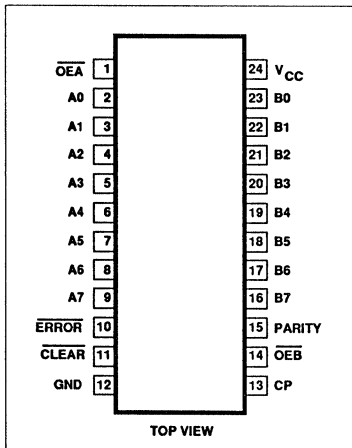 OEA 1 24 VCC
A0 2 23 B0
A1 3 22 B1
A2 4 21 B2
A3 5 20 B3
A4 6 19 B4
A5 7 18 B5
A6 8 17 B6
A7 9 16 B7
ERROR 10 15 PARITY
CLEAR 11 14 OEB
GND 12 13 CP
TOP VIEW